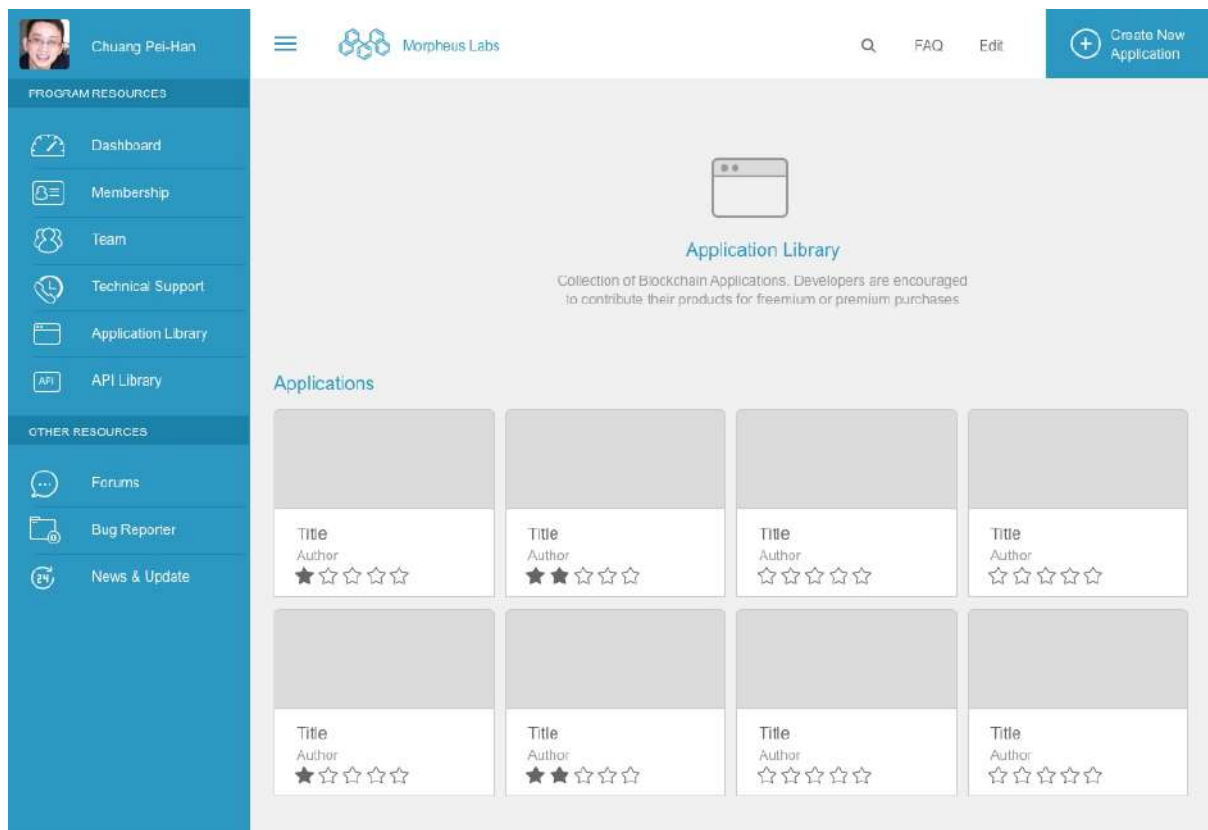 Chuang Pei-Han
Morpheus Labs
FAQ
Edit
Create New
Application
PROGRAM RESOURCES
Dashboard
Membership
Team
Technical Support
Application Library
API
API Library
OTHER RESOURCES
Forums
Bug Reporter
24
News & Update
Application Library
Collection of Blockchain Applications. Developers are encouraged
to contribute their products for freemium or premium purchases
Applications
Title
Author
Title
Author
Title
Author
Title
Author
Title
Author
Title
Author
Title
Author
Title
Author